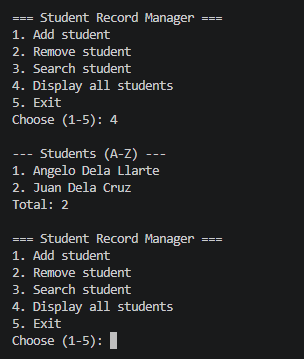 === Student Record Manager ===
1. Add student
2. Remove student
3. Search student
4. Display all students
5. Exit
Choose (1-5): 4
--- Students (A-Z) ---
1. Angelo Dela Llarte
2. Juan Dela Cruz
Total: 2
=== Student Record Manager ===
1. Add student
2. Remove student
3. Search student
4. Display all students
5. Exit
Choose (1-5):